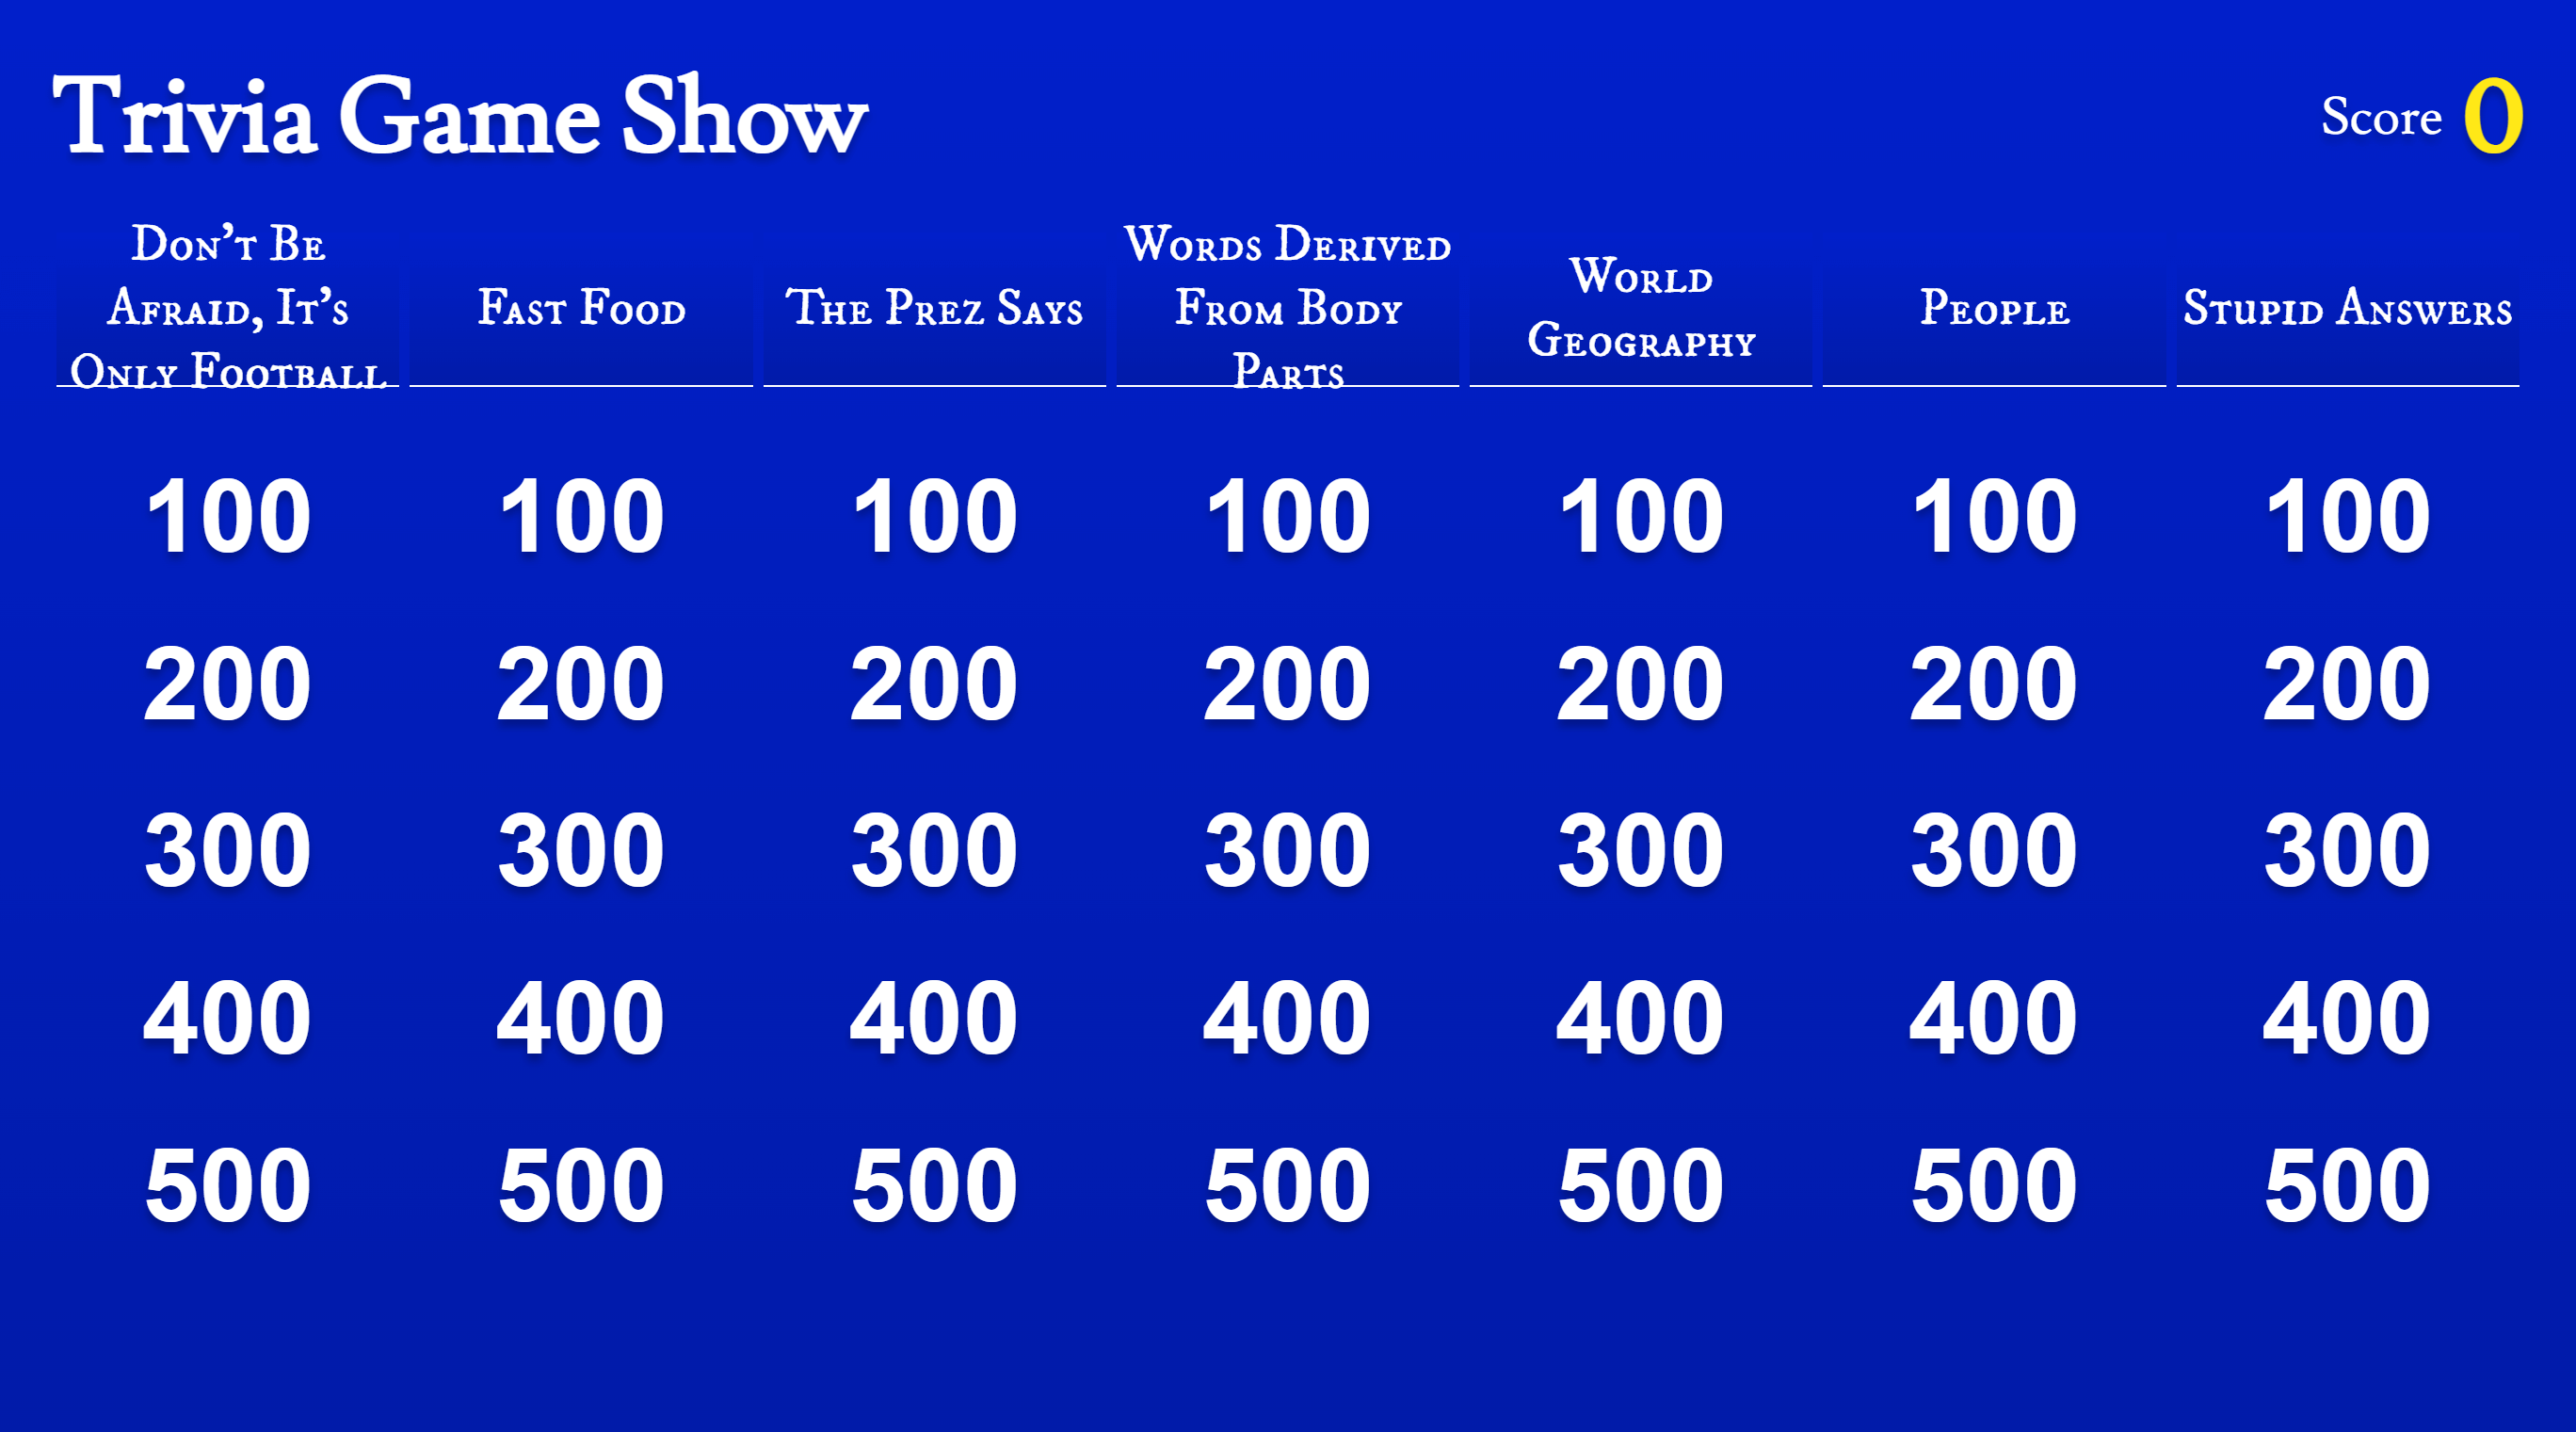 Trivia Game Show
Score 0
Don't Be
Afraid, It's
Only Football
Fast Food
The Prez Says
Words Derived
From Body
Parts
World
Geography
People
Stupid Answers
100 100 100 100 100 100 100
200 200 200 200 200 200 200
300 300 300 300 300 300 300
400 400 400 400 400 400 400
500 500 500 500 500 500 500